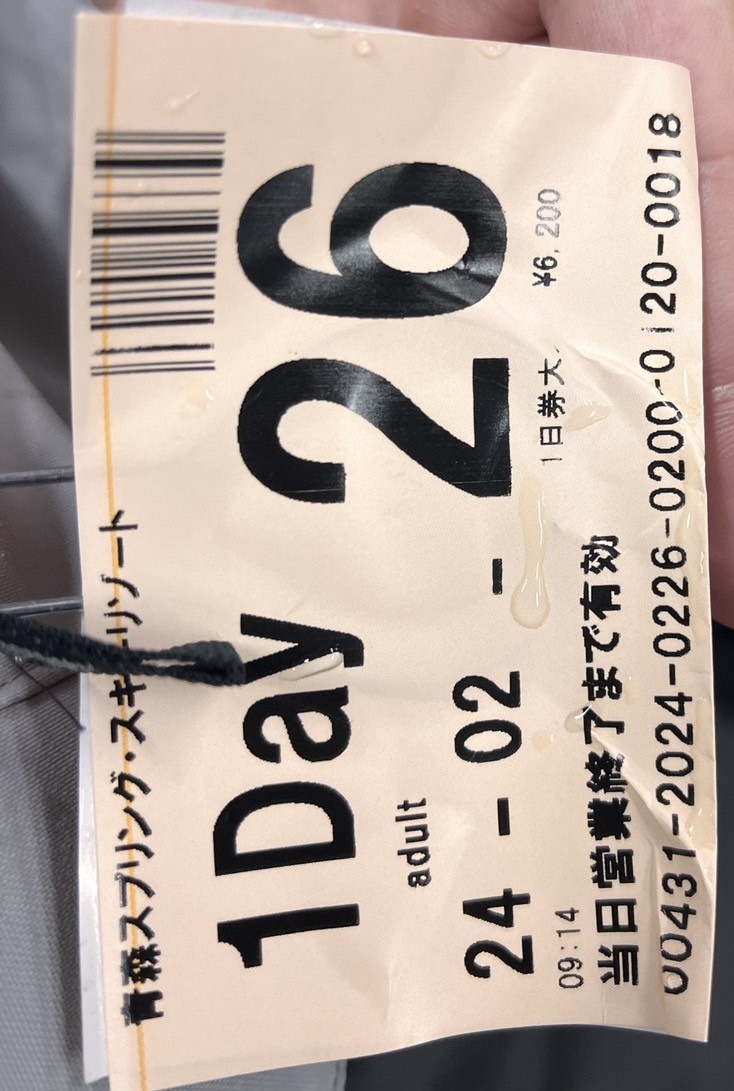 青森スプリング・スキーリゾート
1Day 26
adult
24-02-
09:14 1日券大 ¥6,200
当日営業終了まで有効
00431-2024-0226-0200-0120-0018